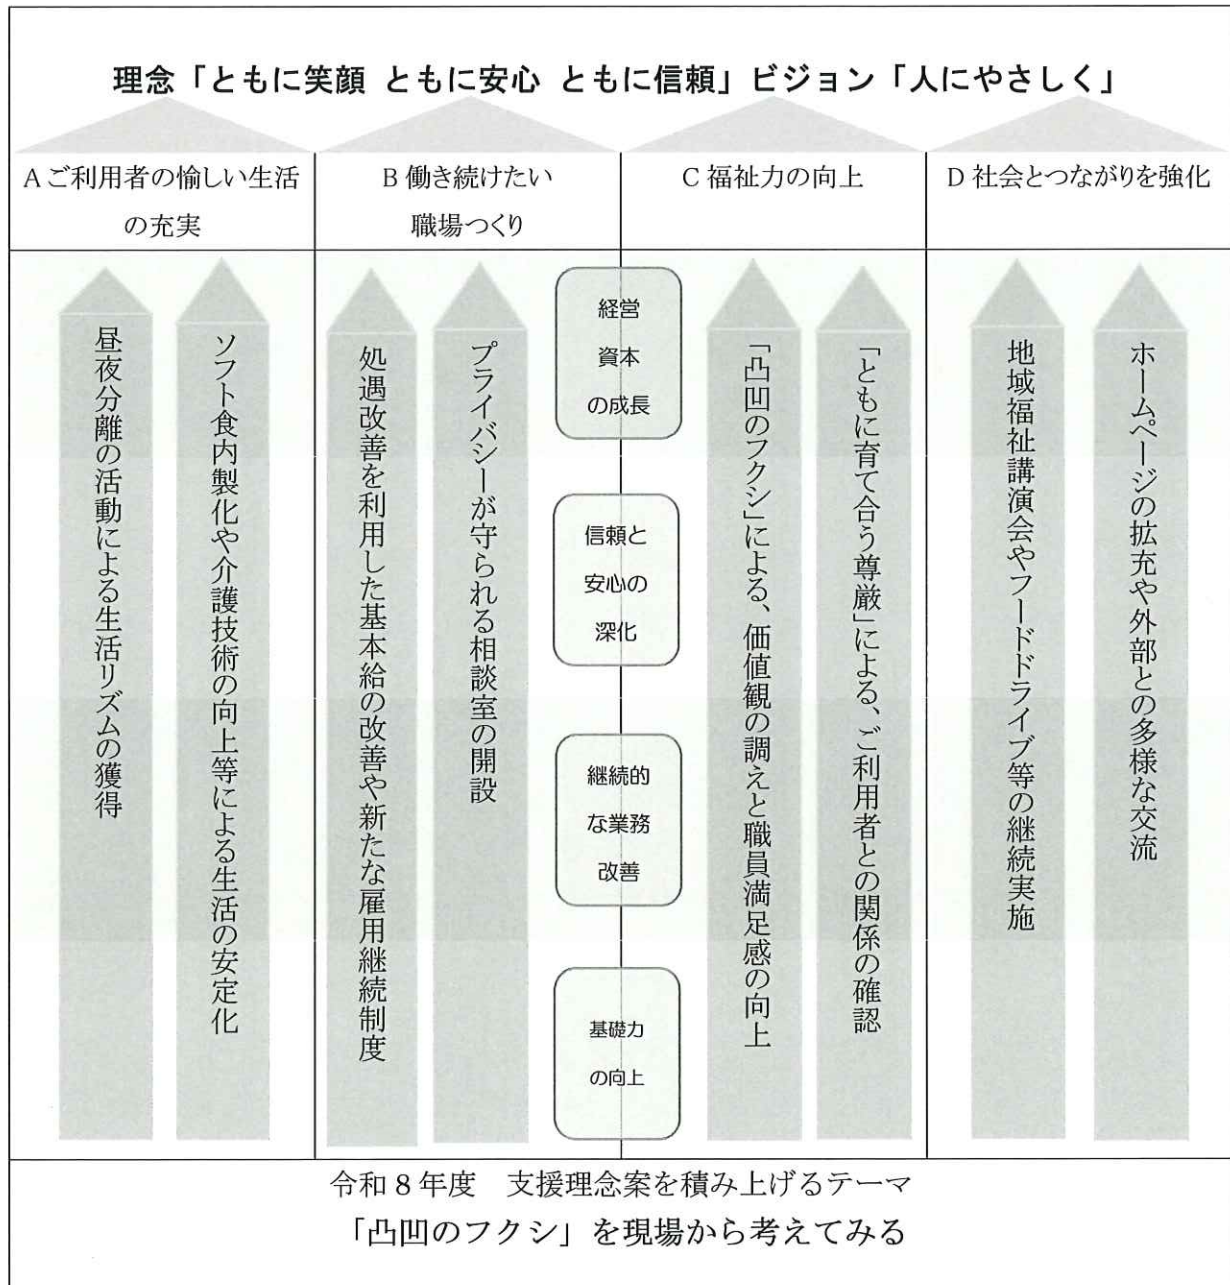 理念「ともに笑顔 ともに安心 ともに信頼」ビジョン「人にやさしく」
A ご利用者の愉しい生活
の充実
B 働き続けたい
職場つくり
C 福祉力の向上
D 社会とつながりを強化
昼夜分離の活動による生活リズムの獲得
ソフト食内製化や介護技術の向上等による生活の安定化
処遇改善を利用した基本給の改善や新たな雇用継続制度
プライバシーが守られる相談室の開設
経営
資本
の成長
信頼と
安心の
深化
継続的
な業務
改善
基礎力
の向上
「凸凹のフクシ」による、価値観の調えと職員満足感の向上
「ともに育て合う尊厳」による、ご利用者との関係の確認
地域福祉講演会やフードドライブ等の継続実施
ホームページの拡充や外部との多様な交流
令和8年度　支援理念案を積み上げるテーマ
「凸凹のフクシ」を現場から考えてみる